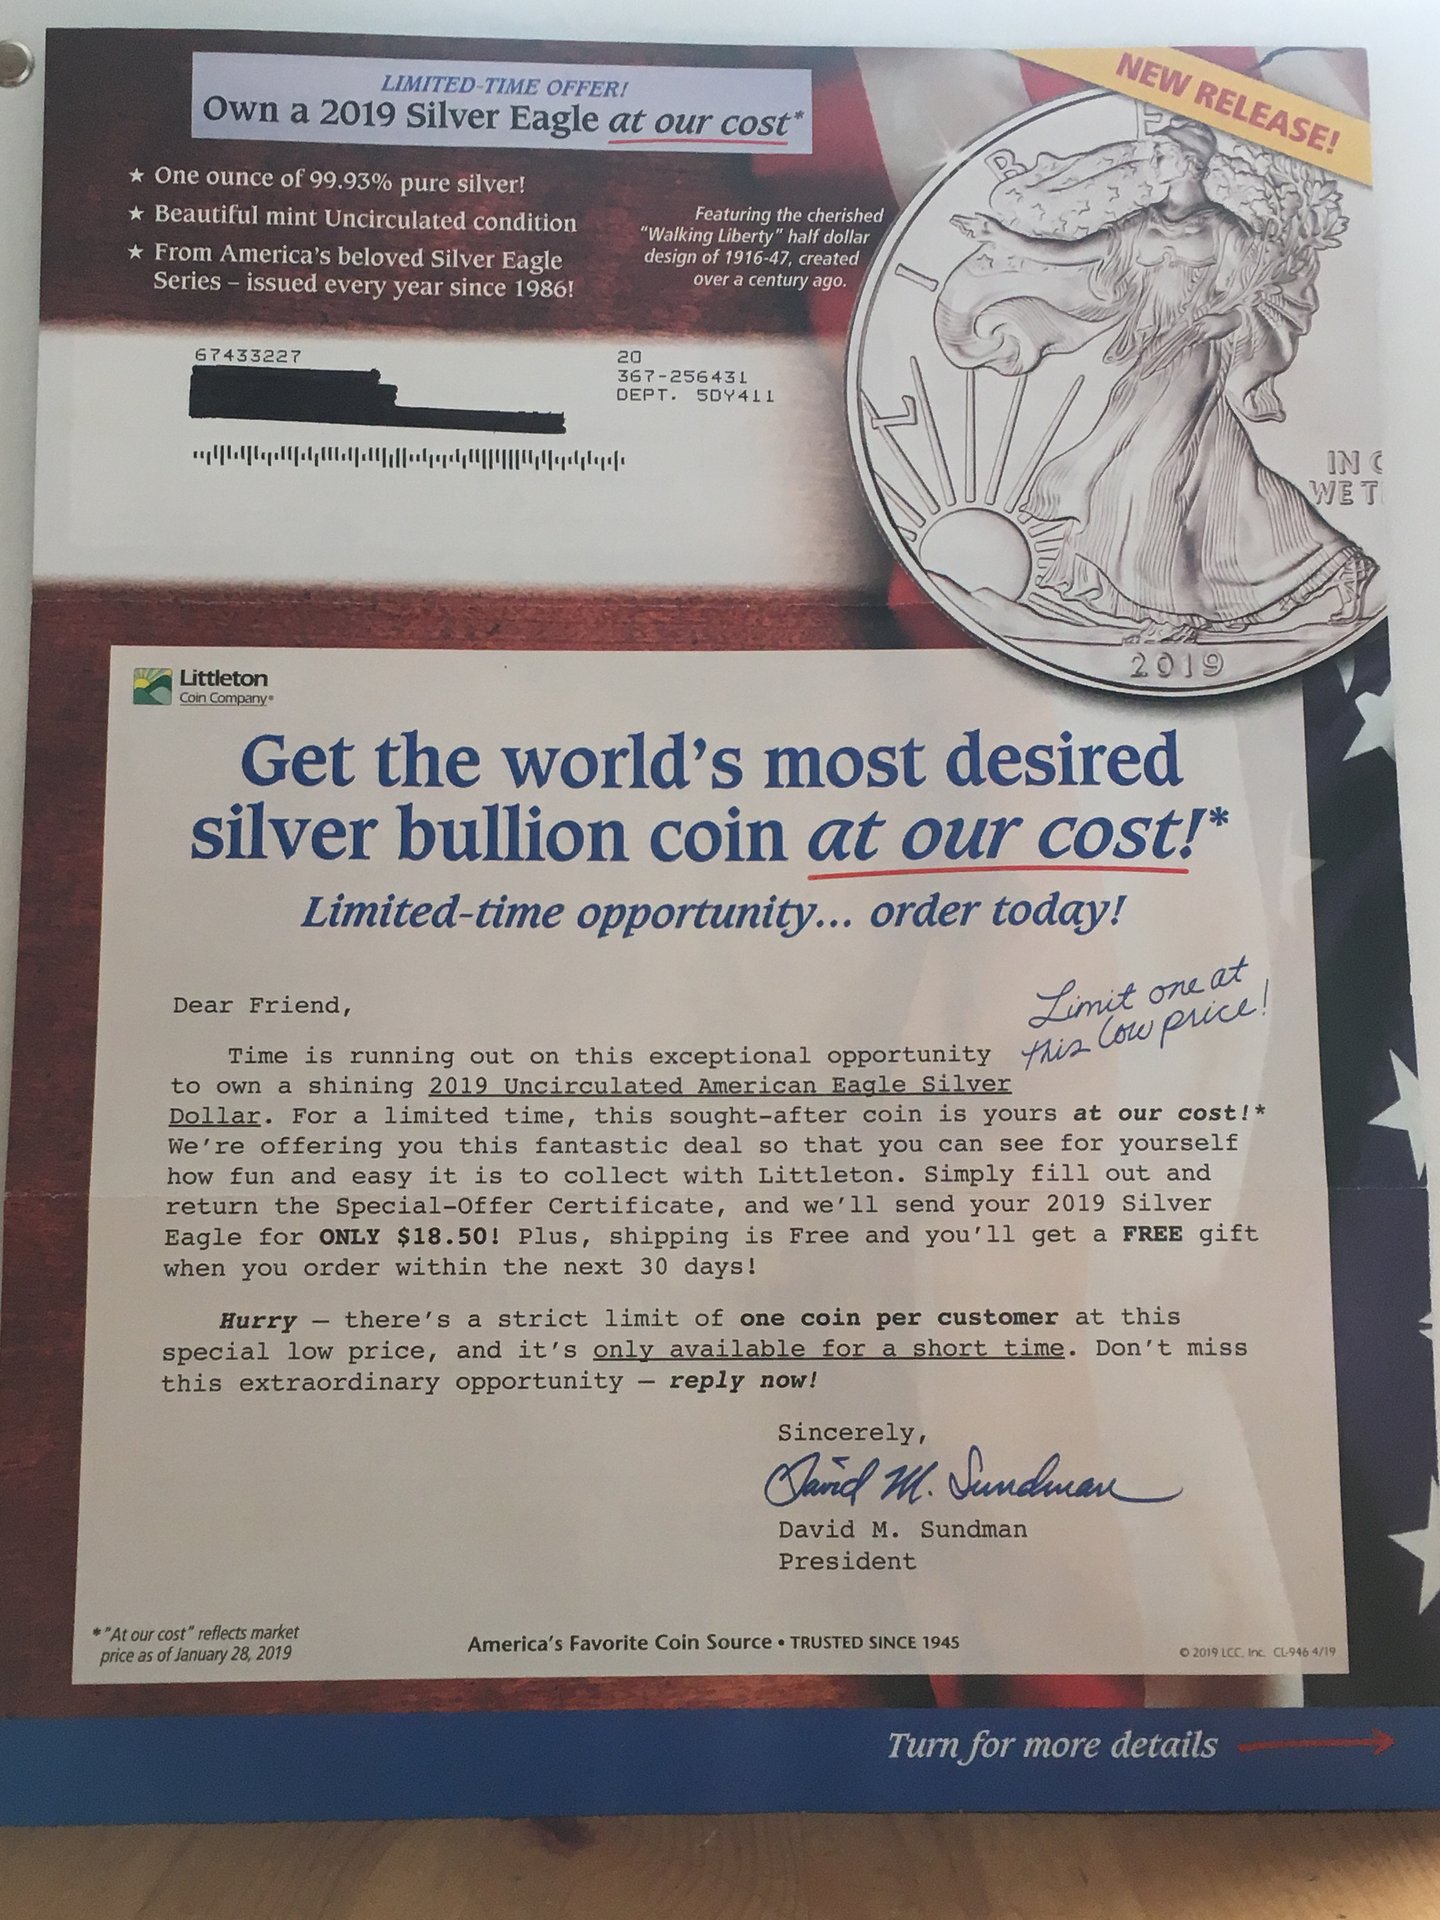 NEW RELEASE!
LIMITED-TIME OFFER!
Own a 2019 Silver Eagle at our cost*
★ One ounce of 99.93% pure silver!
★ Beautiful mint Uncirculated condition
★ From America's beloved Silver Eagle
Series – issued every year since 1986!
Featuring the cherished
"Walking Liberty" half dollar
design of 1916-47, created
over a century ago.
67433227
20
367-256431
DEPT. 5DY411
L I B E
IN G
WE T
2019
Littleton
Coin Company®
Get the world's most desired
silver bullion coin at our cost!*
Limited-time opportunity... order today!
Limit one at
this low price!
Dear Friend,
Time is running out on this exceptional opportunity
to own a shining 2019 Uncirculated American Eagle Silver
Dollar. For a limited time, this sought-after coin is yours at our cost!*
We're offering you this fantastic deal so that you can see for yourself
how fun and easy it is to collect with Littleton. Simply fill out and
return the Special-Offer Certificate, and we'll send your 2019 Silver
Eagle for ONLY $18.50! Plus, shipping is Free and you'll get a FREE gift
when you order within the next 30 days!
Hurry — there's a strict limit of one coin per customer at this
special low price, and it's only available for a short time. Don't miss
this extraordinary opportunity — reply now!
Sincerely,
David M. Sundman
David M. Sundman
President
* "At our cost" reflects market
price as of January 28, 2019
America's Favorite Coin Source • TRUSTED SINCE 1945
© 2019 LCC, Inc. CL-946 4/19
Turn for more details